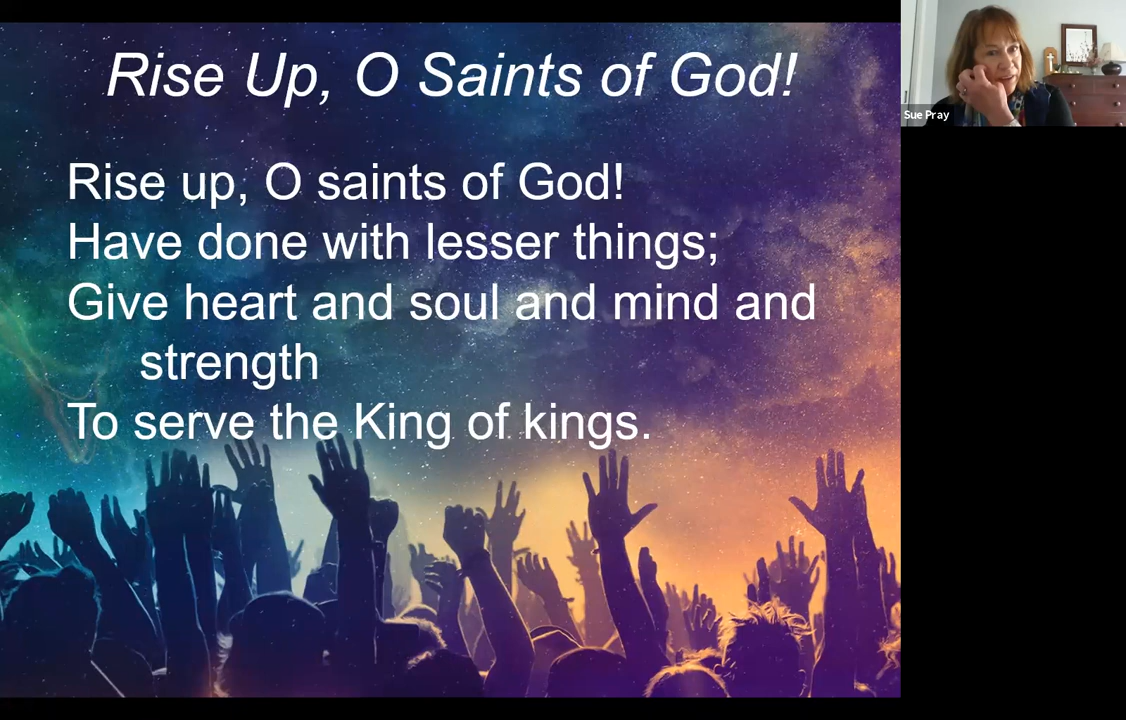 Rise Up, O Saints of God!
Rise up, O saints of God!
Have done with lesser things;
Give heart and soul and mind and
strength
To serve the King of kings.
Sue Pray